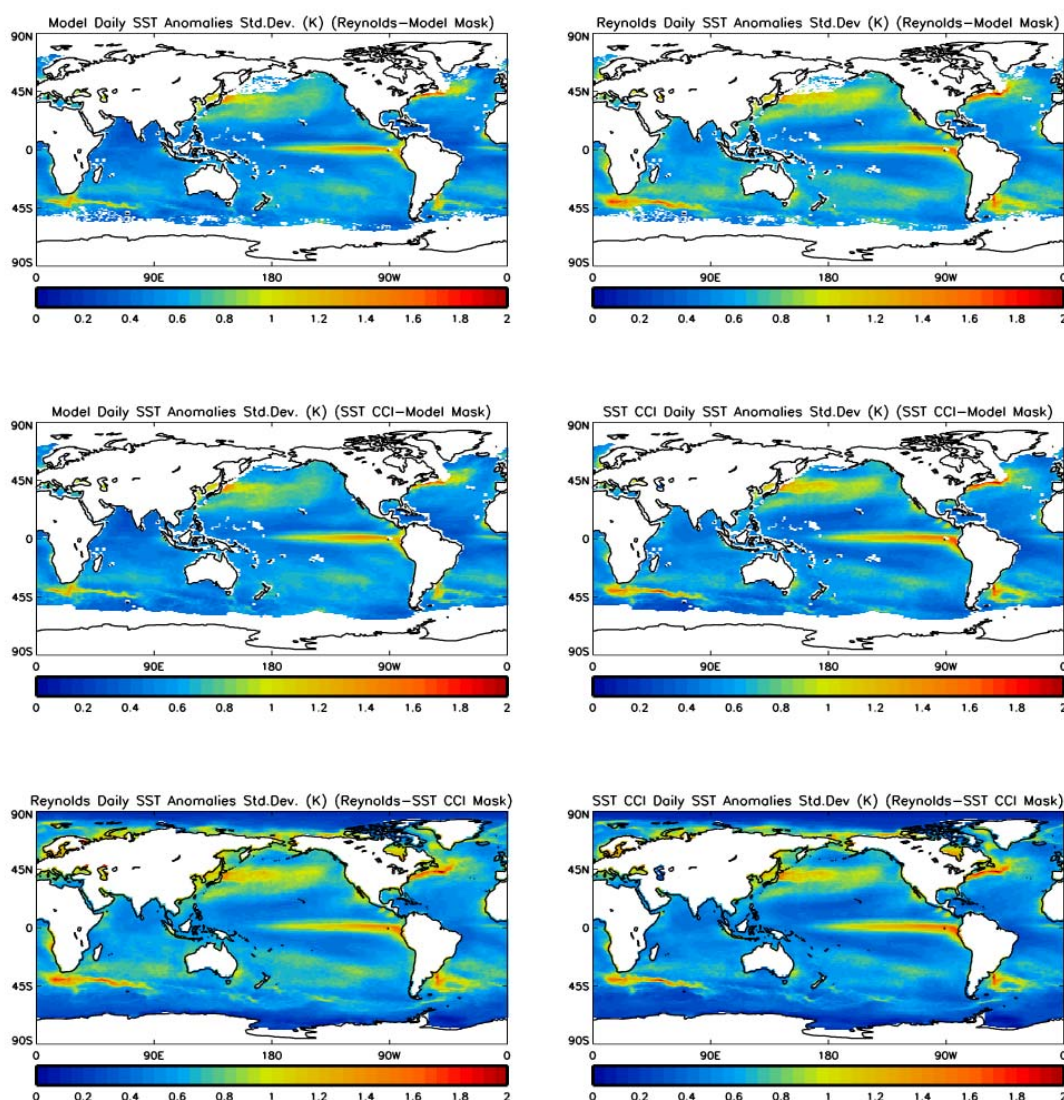 Model Daily SST Anomalies Std.Dev. (K) (Reynolds-Model Mask)
90N
45N
0
45S
90S
0 90E 180 90W 0
0 0.2 0.4 0.6 0.8 1 1.2 1.4 1.6 1.8 2
Reynolds Daily SST Anomalies Std.Dev (K) (Reynolds-Model Mask)
90N
45N
0
45S
90S
0 90E 180 90W 0
0 0.2 0.4 0.6 0.8 1 1.2 1.4 1.6 1.8 2
Model Daily SST Anomalies Std.Dev. (K) (SST CCI-Model Mask)
90N
45N
0
45S
90S
0 90E 180 90W 0
0 0.2 0.4 0.6 0.8 1 1.2 1.4 1.6 1.8 2
SST CCI Daily SST Anomalies Std.Dev (K) (SST CCI-Model Mask)
90N
45N
0
45S
90S
0 90E 180 90W 0
0 0.2 0.4 0.6 0.8 1 1.2 1.4 1.6 1.8 2
Reynolds Daily SST Anomalies Std.Dev. (K) (Reynolds-SST CCI Mask)
90N
45N
0
45S
90S
0 90E 180 90W 0
0 0.2 0.4 0.6 0.8 1 1.2 1.4 1.6 1.8 2
SST CCI Daily SST Anomalies Std.Dev (K) (Reynolds-SST CCI Mask)
90N
45N
0
45S
90S
0 90E 180 90W 0
0 0.2 0.4 0.6 0.8 1 1.2 1.4 1.6 1.8 2